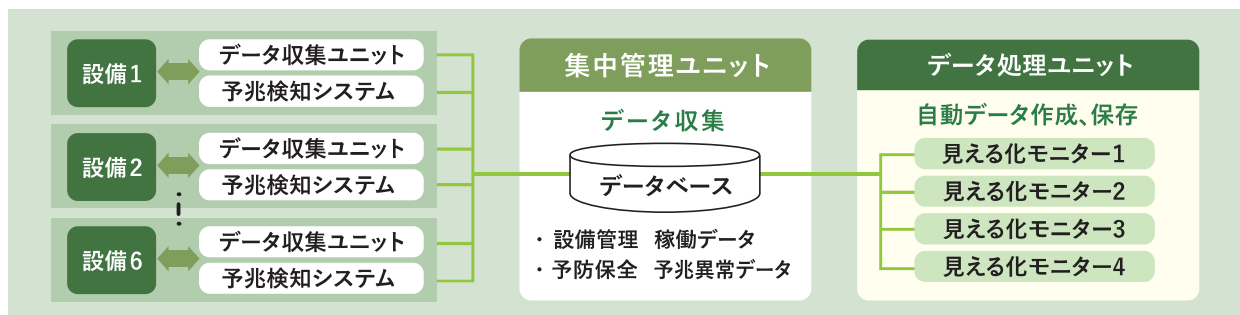 設備1
データ収集ユニット
予兆検知システム
設備2
データ収集ユニット
予兆検知システム
設備6
データ収集ユニット
予兆検知システム
集中管理ユニット
データ収集
データベース
・設備管理 稼働データ
・予防保全 予兆異常データ
データ処理ユニット
自動データ作成、保存
見える化モニター1
見える化モニター2
見える化モニター3
見える化モニター4